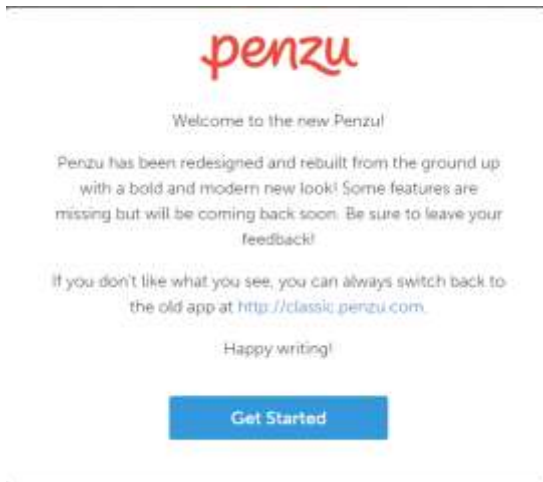 penzu
Welcome to the new Penzu!
Penzu has been redesigned and rebuilt from the ground up
with a bold and modern new look! Some features are
missing but will be coming back soon. Be sure to leave your
feedback!
If you don't like what you see, you can always switch back to
the old app at http://classic.penzu.com.
Happy writing!
Get Started